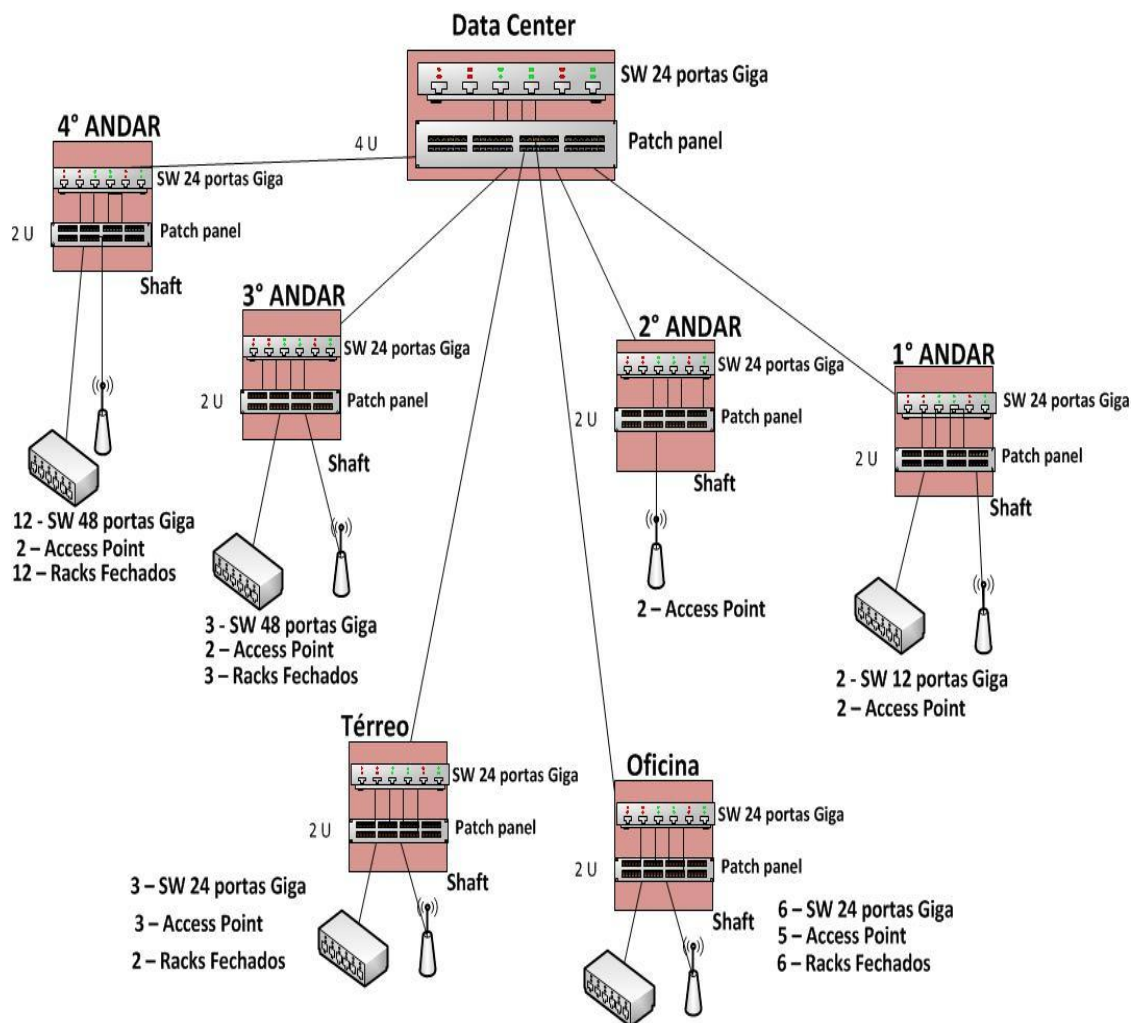 Data Center
SW 24 portas Giga
Patch panel
4 U
4° ANDAR
SW 24 portas Giga
2 U
Patch panel
Shaft
12 - SW 48 portas Giga
2 – Access Point
12 – Racks Fechados
3° ANDAR
SW 24 portas Giga
2 U
Patch panel
Shaft
3 - SW 48 portas Giga
2 – Access Point
3 – Racks Fechados
2° ANDAR
SW 24 portas Giga
2 U
Patch panel
Shaft
2 – Access Point
1° ANDAR
SW 24 portas Giga
2 U
Patch panel
Shaft
2 - SW 12 portas Giga
2 – Access Point
Térreo
SW 24 portas Giga
2 U
Patch panel
Shaft
3 – SW 24 portas Giga
3 – Access Point
2 – Racks Fechados
Oficina
SW 24 portas Giga
2 U
Patch panel
Shaft
6 – SW 24 portas Giga
5 – Access Point
6 – Racks Fechados